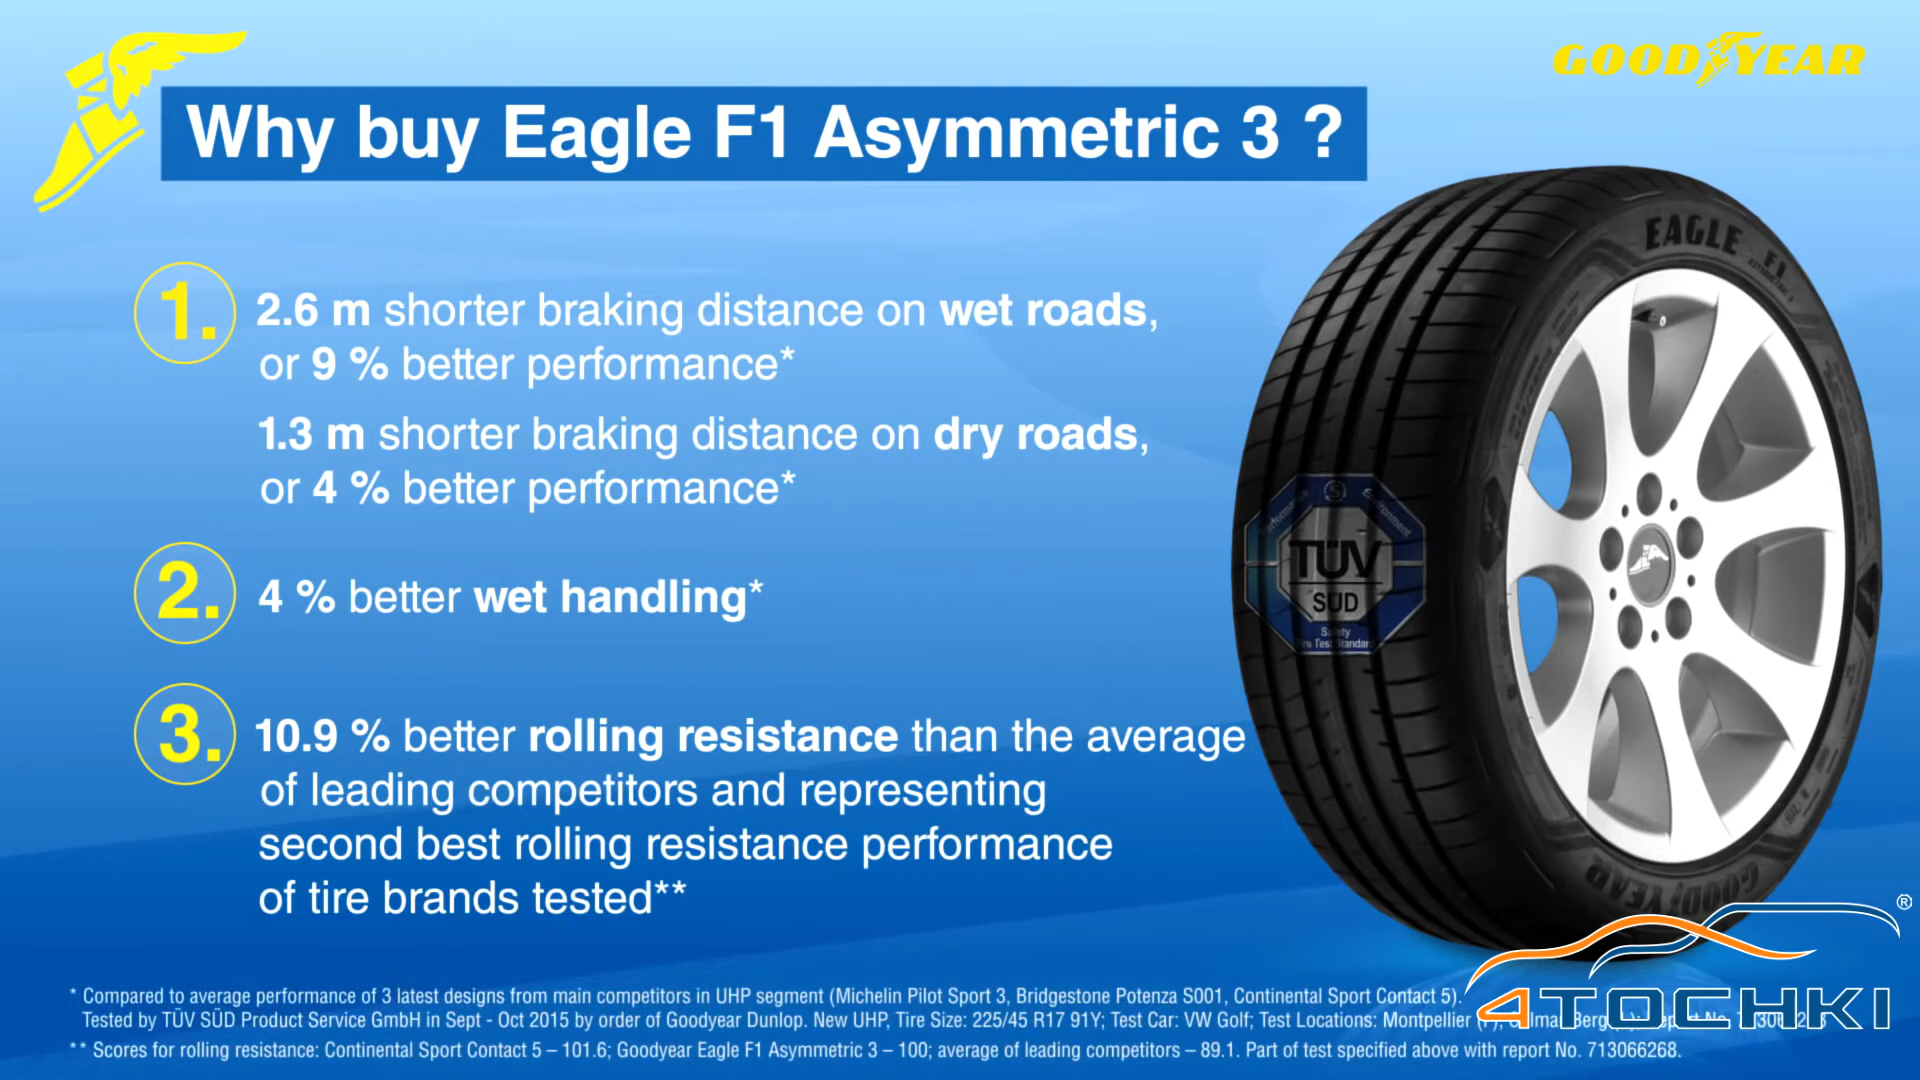 GOODYEAR
Why buy Eagle F1 Asymmetric 3 ?
1. 2.6 m shorter braking distance on wet roads,
or 9 % better performance*
1.3 m shorter braking distance on dry roads,
or 4 % better performance*
2. 4 % better wet handling*
3. 10.9 % better rolling resistance than the average
of leading competitors and representing
second best rolling resistance performance
of tire brands tested**
EAGLE F1
TÜV
SÜD
Safety
Tire Test Standard
GOODYEAR
* Compared to average performance of 3 latest designs from main competitors in UHP segment (Michelin Pilot Sport 3, Bridgestone Potenza S001, Continental Sport Contact 5).
Tested by TÜV SÜD Product Service GmbH in Sept - Oct 2015 by order of Goodyear Dunlop. New UHP, Tire Size: 225/45 R17 91Y; Test Car: VW Golf; Test Locations: Montpellier
** Scores for rolling resistance: Continental Sport Contact 5 – 101.6; Goodyear Eagle F1 Asymmetric 3 – 100; average of leading competitors – 89.1. Part of test specified above with report No. 713066268.
4TOCHKI ®